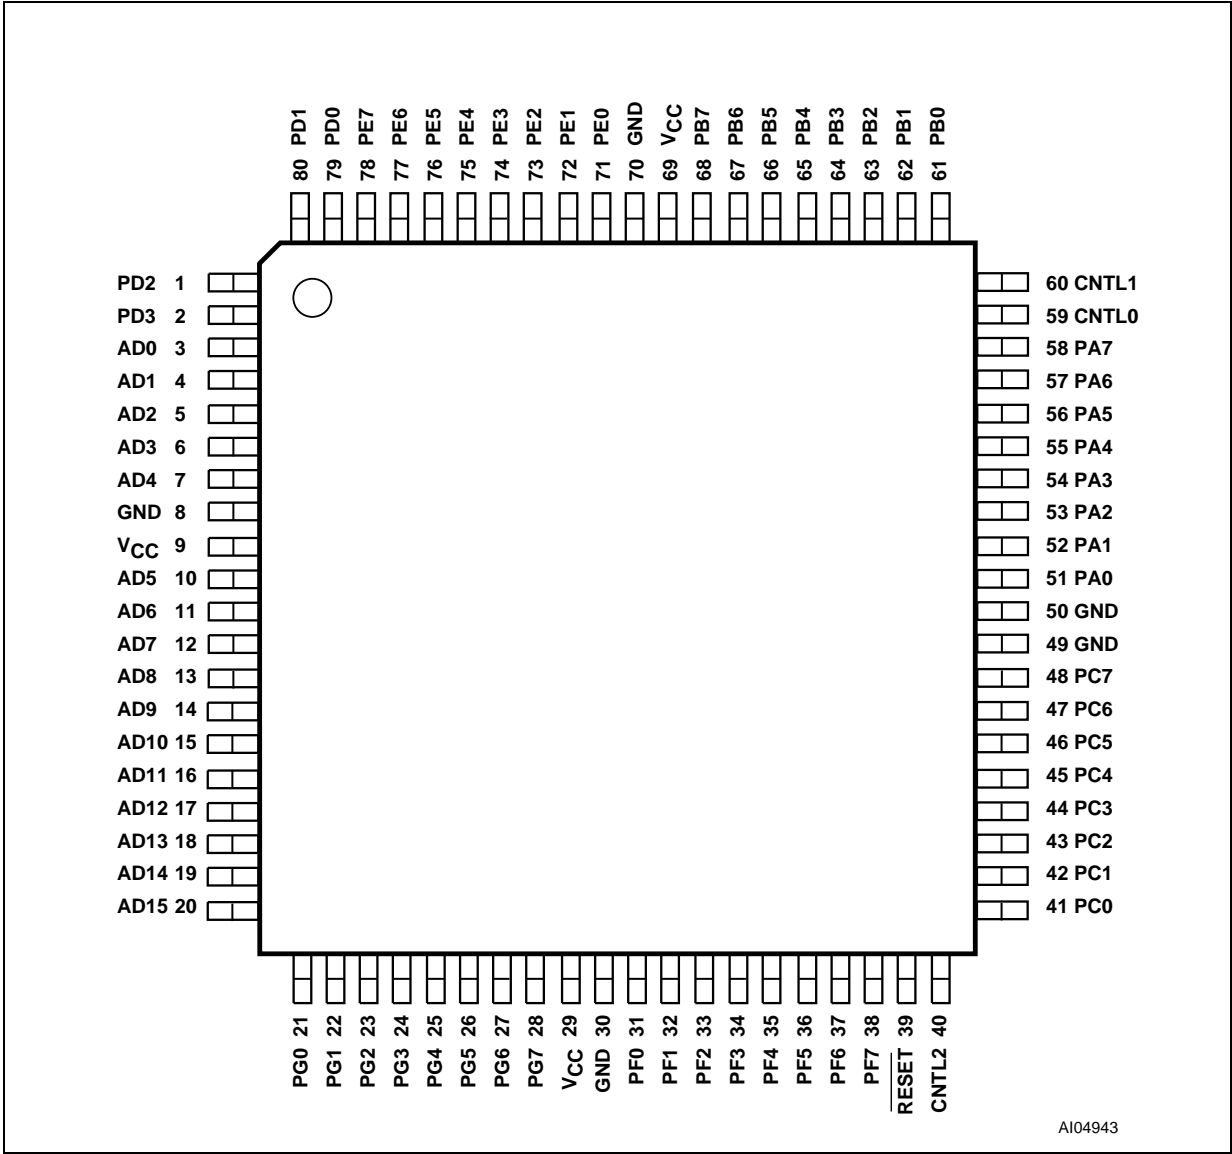 80 PD1
79 PD0
78 PE7
77 PE6
76 PE5
75 PE4
74 PE3
73 PE2
72 PE1
71 PE0
70 GND
69 VCC
68 PB7
67 PB6
66 PB5
65 PB4
64 PB3
63 PB2
62 PB1
61 PB0
PD2 1
PD3 2
AD0 3
AD1 4
AD2 5
AD3 6
AD4 7
GND 8
VCC 9
AD5 10
AD6 11
AD7 12
AD8 13
AD9 14
AD10 15
AD11 16
AD12 17
AD13 18
AD14 19
AD15 20
60 CNTL1
59 CNTL0
58 PA7
57 PA6
56 PA5
55 PA4
54 PA3
53 PA2
52 PA1
51 PA0
50 GND
49 GND
48 PC7
47 PC6
46 PC5
45 PC4
44 PC3
43 PC2
42 PC1
41 PC0
PG0 21
PG1 22
PG2 23
PG3 24
PG4 25
PG5 26
PG6 27
PG7 28
VCC 29
GND 30
PF0 31
PF1 32
PF2 33
PF3 34
PF4 35
PF5 36
PF6 37
PF7 38
RESET 39
CNTL2 40
AI04943